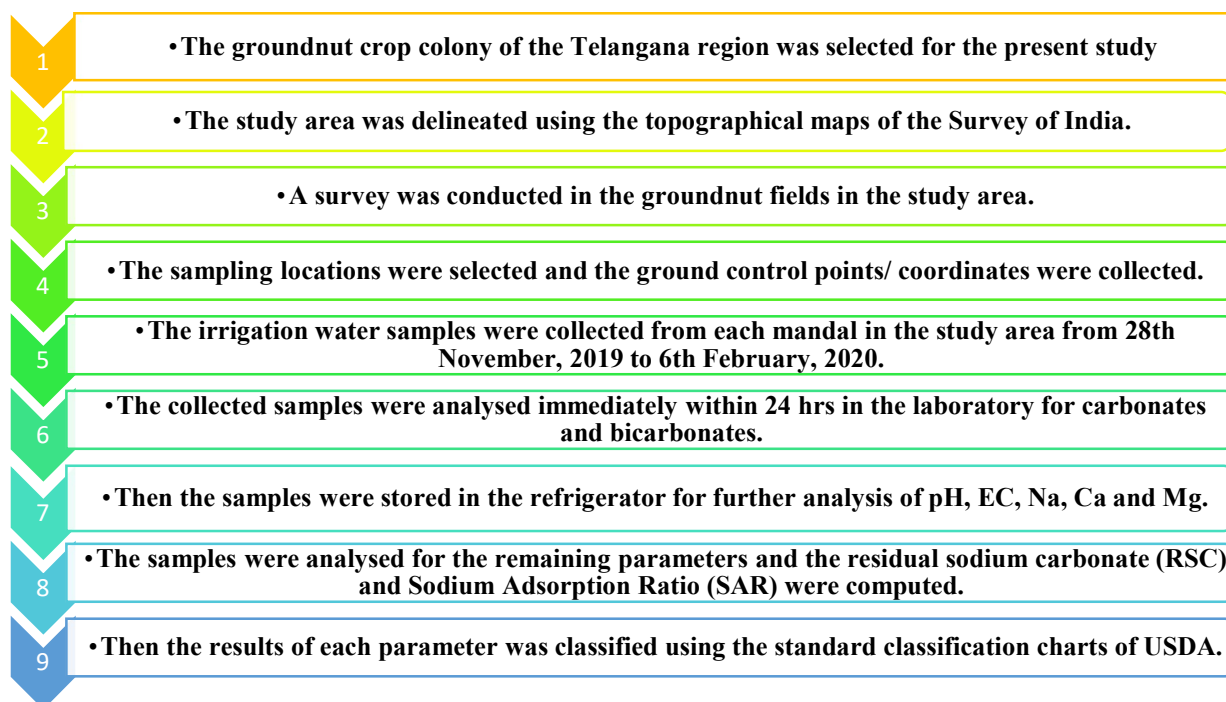 1
•The groundnut crop colony of the Telangana region was selected for the present study
2
•The study area was delineated using the topographical maps of the Survey of India.
3
•A survey was conducted in the groundnut fields in the study area.
4
•The sampling locations were selected and the ground control points/ coordinates were collected.
5
•The irrigation water samples were collected from each mandal in the study area from 28th
November, 2019 to 6th February, 2020.
6
•The collected samples were analysed immediately within 24 hrs in the laboratory for carbonates
and bicarbonates.
7
•Then the samples were stored in the refrigerator for further analysis of pH, EC, Na, Ca and Mg.
8
•The samples were analysed for the remaining parameters and the residual sodium carbonate (RSC)
and Sodium Adsorption Ratio (SAR) were computed.
9
•Then the results of each parameter was classified using the standard classification charts of USDA.